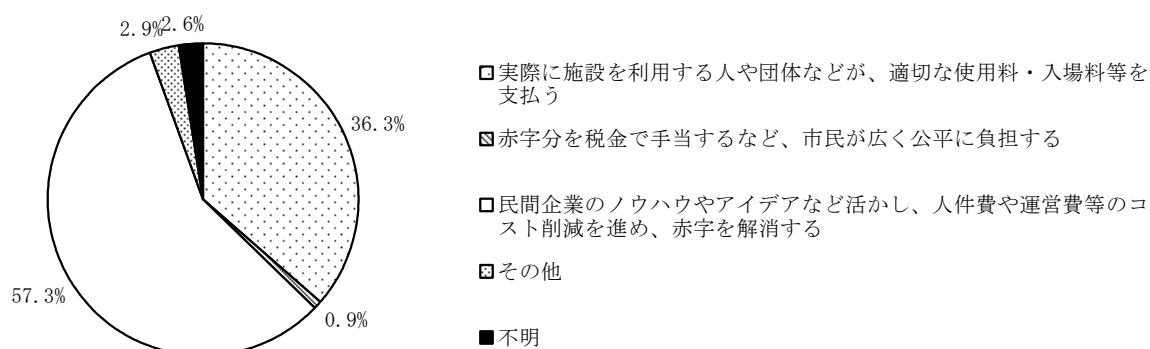 2.9%
2.6%
36.3%
57.3%
0.9%
実際に施設を利用する人や団体などが、適切な使用料・入場料等を
支払う
赤字分を税金で手当するなど、市民が広く公平に負担する
民間企業のノウハウやアイデアなど活かし、人件費や運営費等のコ
スト削減を進め、赤字を解消する
その他
不明